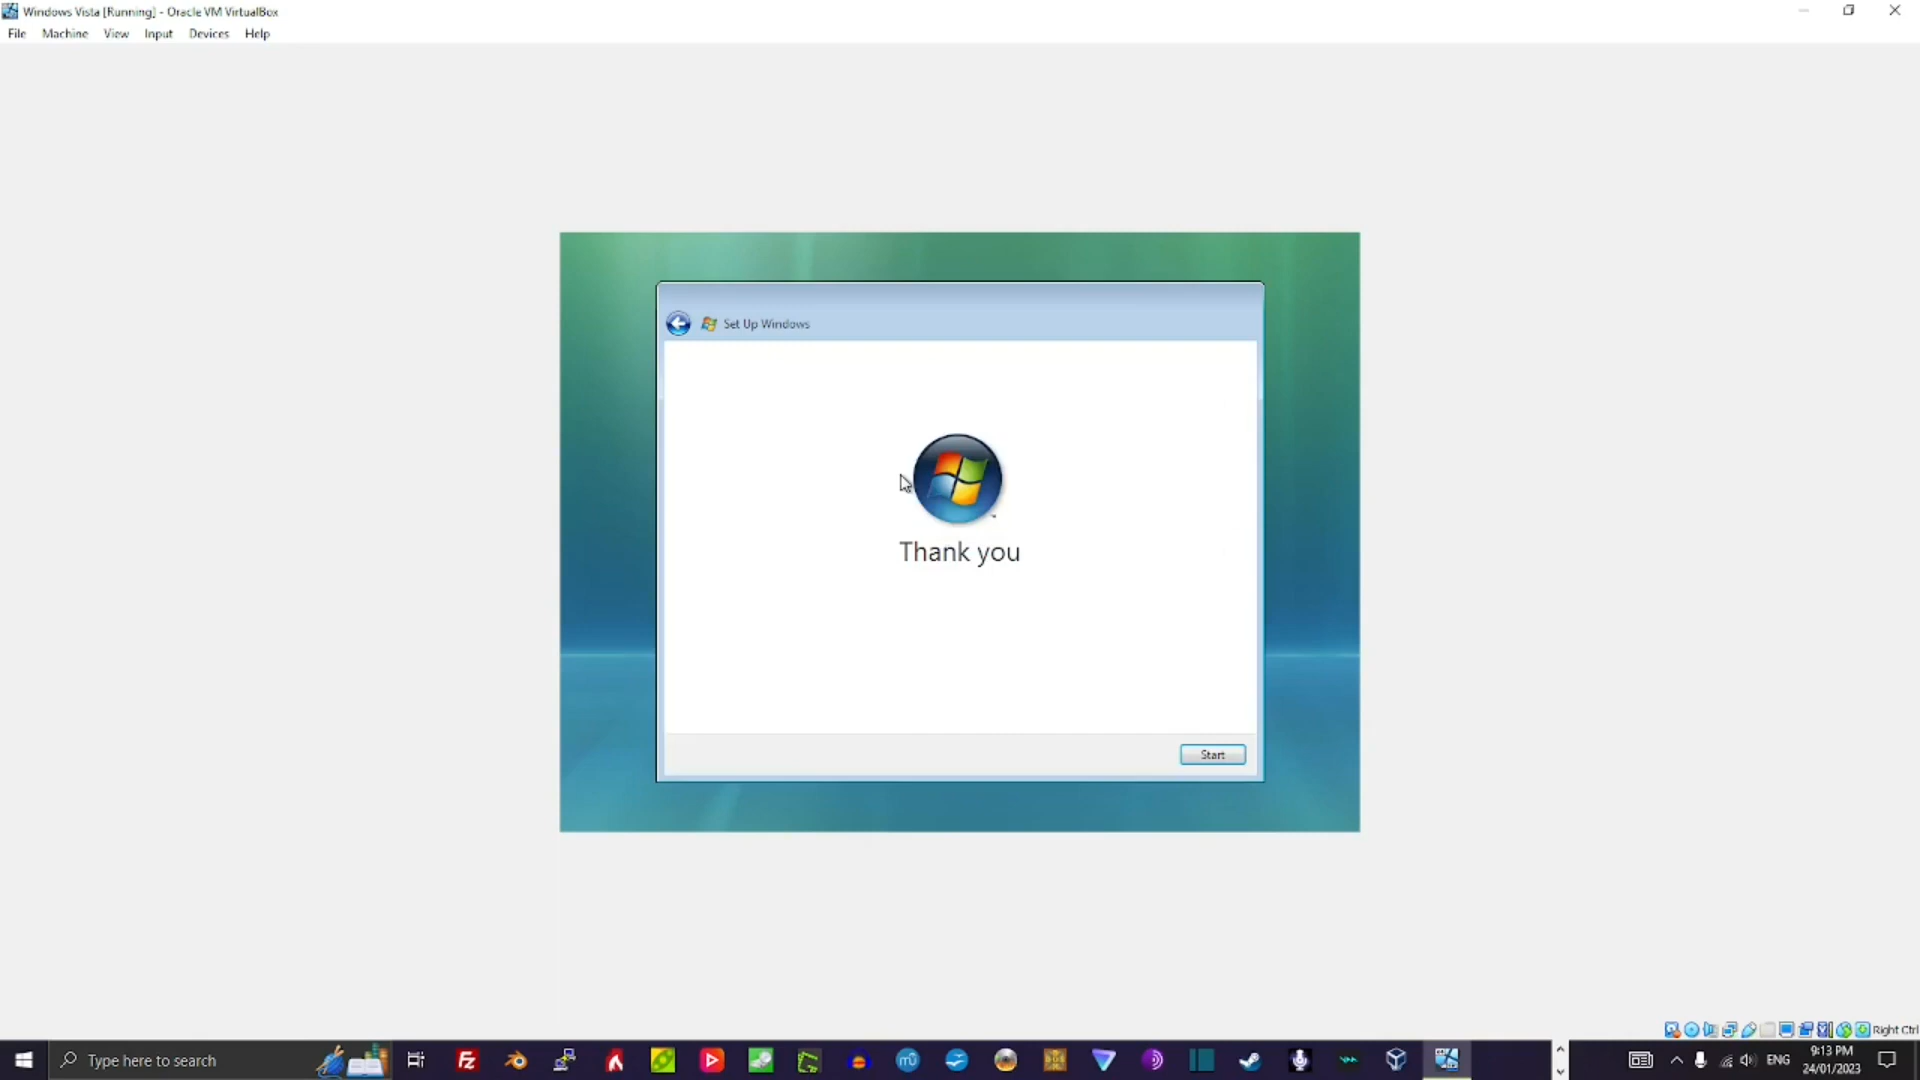 Windows Vista [Running] - Oracle VM VirtualBox
File Machine View Input Devices Help
Set Up Windows
Thank you
Start
Right Ctrl
Type here to search
ENG
9:13 PM
24/01/2023